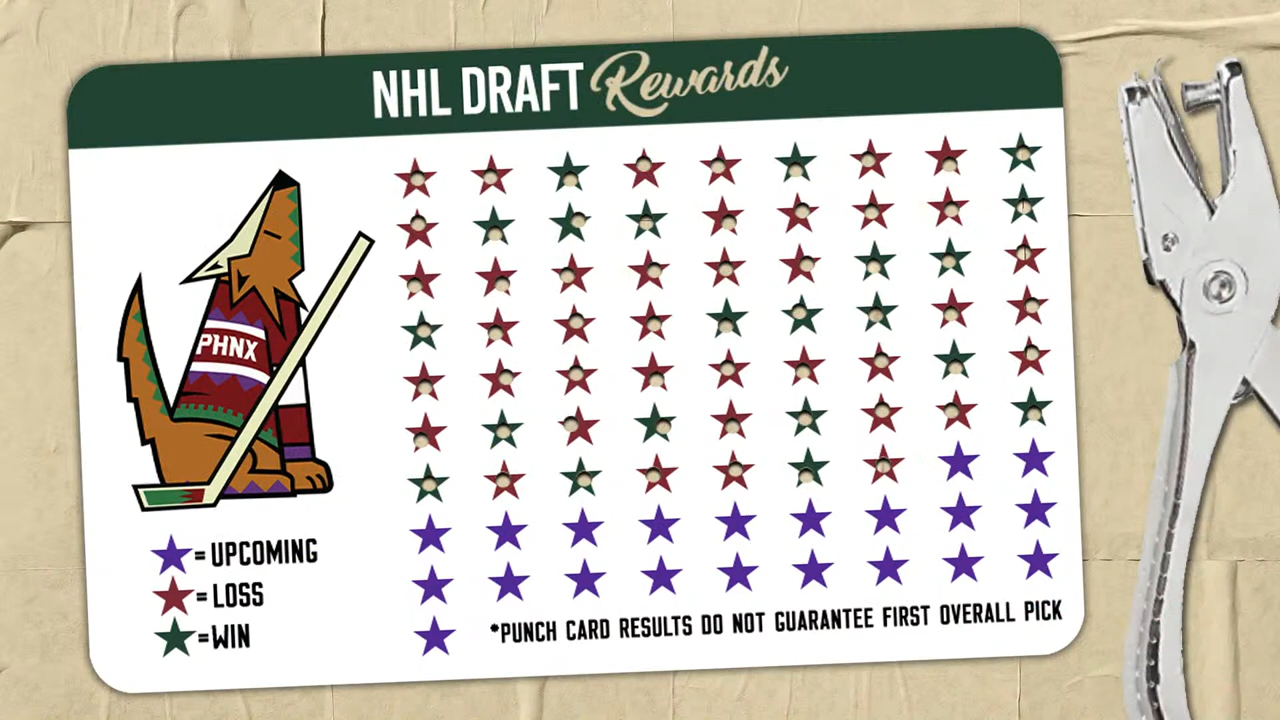 NHL DRAFT Rewards
PHNX
= UPCOMING
= LOSS
= WIN
*PUNCH CARD RESULTS DO NOT GUARANTEE FIRST OVERALL PICK